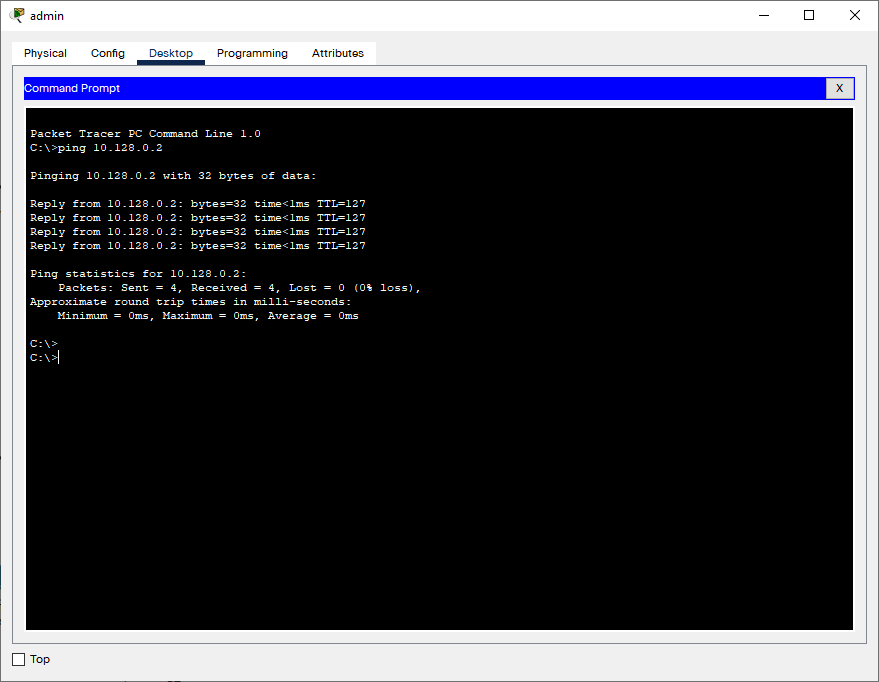 admin
Physical Config Desktop Programming Attributes
Command Prompt X
Packet Tracer PC Command Line 1.0
C:\>ping 10.128.0.2
Pinging 10.128.0.2 with 32 bytes of data:
Reply from 10.128.0.2: bytes=32 time<1ms TTL=127
Reply from 10.128.0.2: bytes=32 time<1ms TTL=127
Reply from 10.128.0.2: bytes=32 time<1ms TTL=127
Reply from 10.128.0.2: bytes=32 time<1ms TTL=127
Ping statistics for 10.128.0.2:
    Packets: Sent = 4, Received = 4, Lost = 0 (0% loss),
Approximate round trip times in milli-seconds:
    Minimum = 0ms, Maximum = 0ms, Average = 0ms
C:\>
C:\>
Top